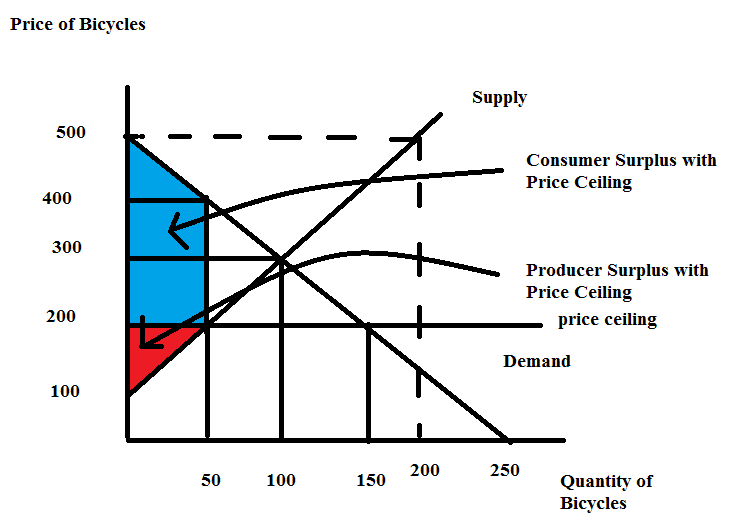 Price of Bicycles
Supply
500
Consumer Surplus with
Price Ceiling
400
300
Producer Surplus with
Price Ceiling
200
price ceiling
Demand
100
50
100
150
200
250
Quantity of
Bicycles